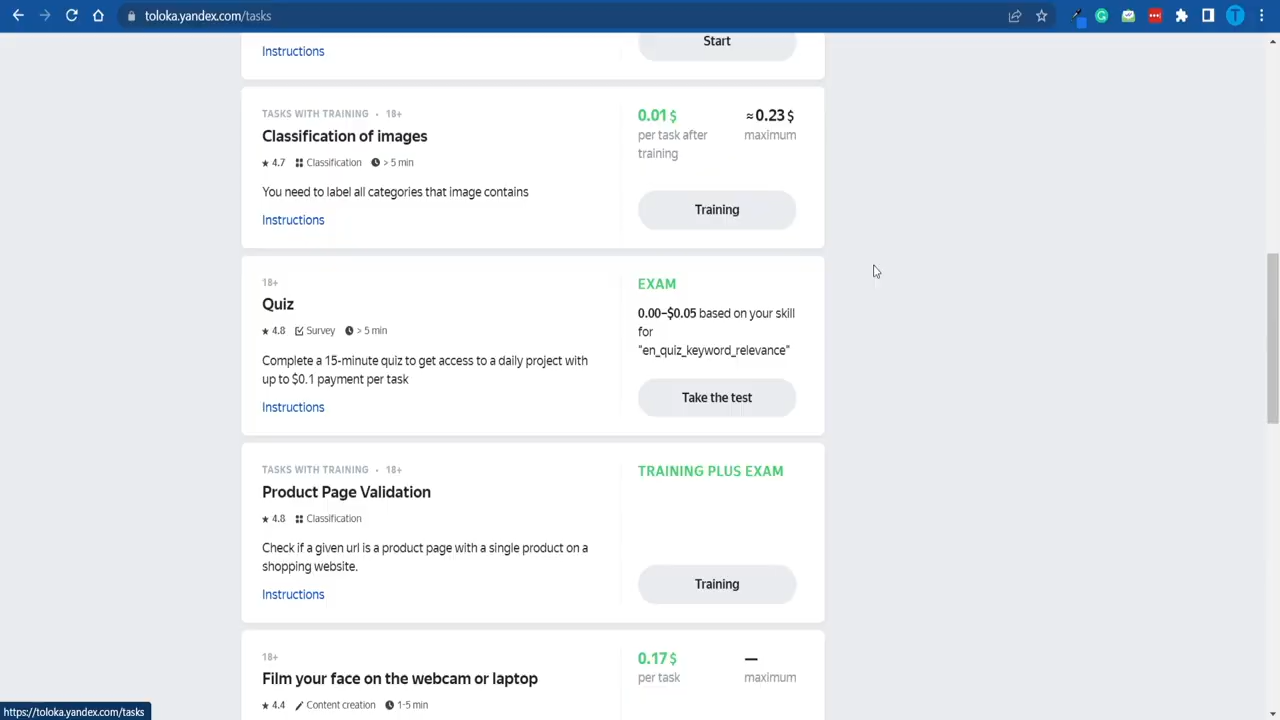 toloka.yandex.com/tasks
T
Instructions
Start
TASKS WITH TRAINING • 18+
Classification of images
★ 4.7 Classification > 5 min
You need to label all categories that image contains
Instructions
0.01 $
per task after
training
≈ 0.23 $
maximum
Training
18+
Quiz
★ 4.8 Survey > 5 min
Complete a 15-minute quiz to get access to a daily project with
up to $0.1 payment per task
Instructions
EXAM
0.00–$0.05 based on your skill
for
"en_quiz_keyword_relevance"
Take the test
TASKS WITH TRAINING • 18+
Product Page Validation
★ 4.8 Classification
Check if a given url is a product page with a single product on a
shopping website.
Instructions
TRAINING PLUS EXAM
Training
18+
Film your face on the webcam or laptop
★ 4.4 Content creation 1-5 min
0.17 $
per task
—
maximum
https://toloka.yandex.com/tasks